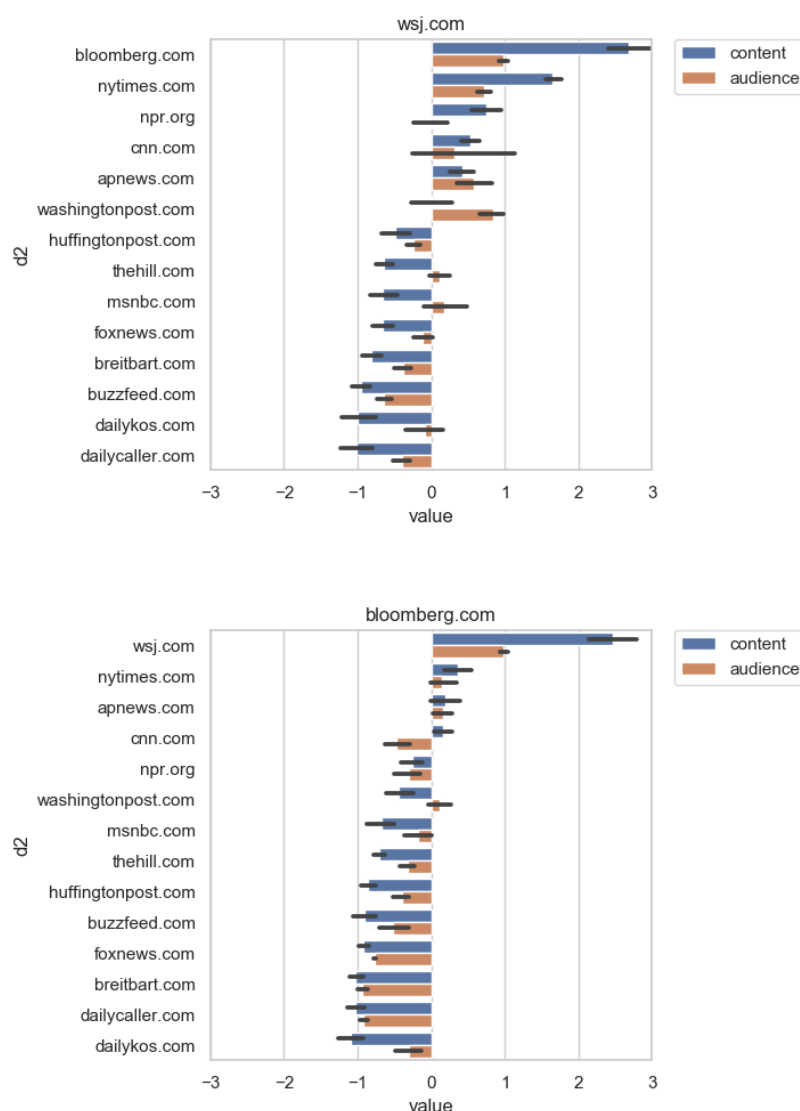 wsj.com
bloomberg.com
nytimes.com
npr.org
cnn.com
apnews.com
washingtonpost.com
huffingtonpost.com
thehill.com
msnbc.com
foxnews.com
breitbart.com
buzzfeed.com
dailykos.com
dailycaller.com
d2
−3 −2 −1 0 1 2 3
value
content
audience
bloomberg.com
wsj.com
nytimes.com
apnews.com
cnn.com
npr.org
washingtonpost.com
msnbc.com
thehill.com
huffingtonpost.com
buzzfeed.com
foxnews.com
breitbart.com
dailycaller.com
dailykos.com
d2
−3 −2 −1 0 1 2 3
value
content
audience